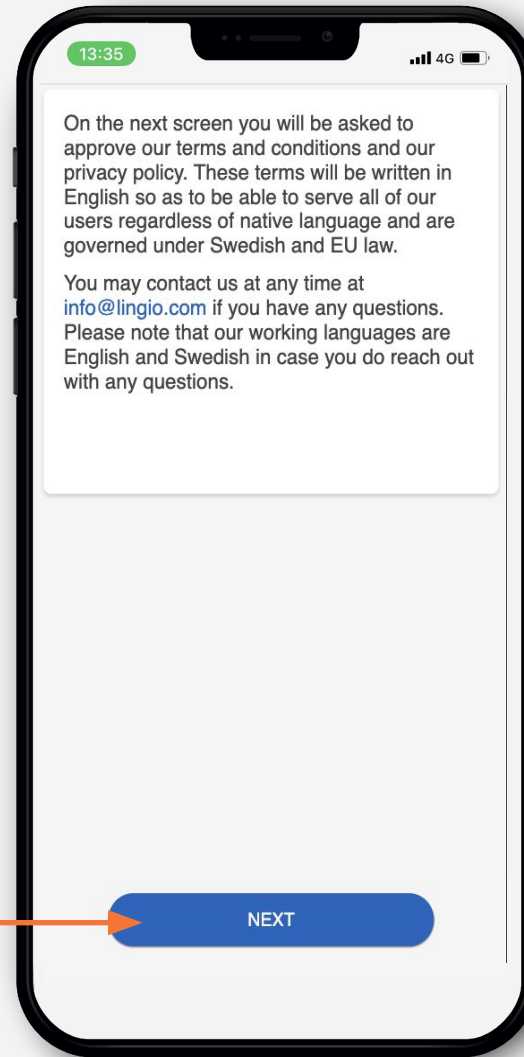 13:35
4G
On the next screen you will be asked to
approve our terms and conditions and our
privacy policy. These terms will be written in
English so as to be able to serve all of our
users regardless of native language and are
governed under Swedish and EU law.
You may contact us at any time at
info@lingio.com if you have any questions.
Please note that our working languages are
English and Swedish in case you do reach out
with any questions.
NEXT